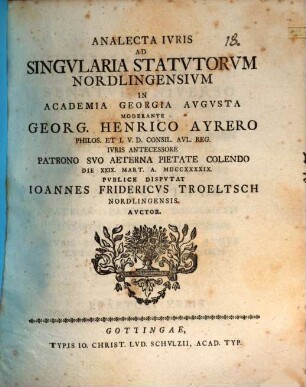 ANALECTA IVRIS
18.
AD
SINGVLARIA STATVTORVM
NORDLINGENSIVM
IN
ACADEMIA GEORGIA AVGVSTA
MODERANTE
GEORG. HENRICO AYRERO
PHILOS. ET I. V. D. CONSIL. AVL. REG.
IVRIS ANTECESSORE
PATRONO SVO AETERNA PIETATE COLENDO
DIE XXIX. MART. A. MDCCXXXXIX.
PVBLICE DISPVTAT
IOANNES FRIDERICVS TROELTSCH
NORDLINGENSIS,
AVCTOR.
GOTTINGAE,
TYPIS IO. CHRIST. LVD. SCHVLZII, ACAD. TYP.